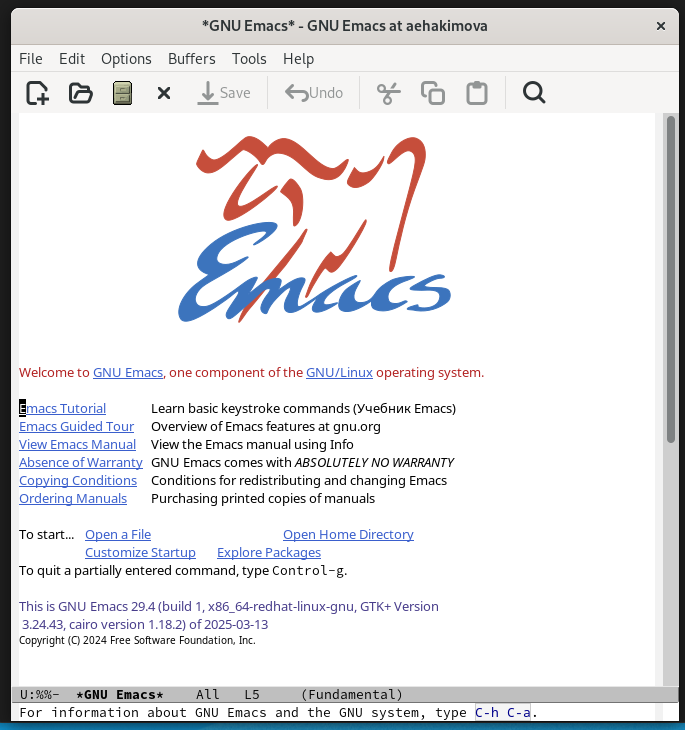 *GNU Emacs* - GNU Emacs at aehakimova
File Edit Options Buffers Tools Help
Save Undo
Emacs
Welcome to GNU Emacs, one component of the GNU/Linux operating system.
Emacs Tutorial Learn basic keystroke commands (Учебник Emacs)
Emacs Guided Tour Overview of Emacs features at gnu.org
View Emacs Manual View the Emacs manual using Info
Absence of Warranty GNU Emacs comes with ABSOLUTELY NO WARRANTY
Copying Conditions Conditions for redistributing and changing Emacs
Ordering Manuals Purchasing printed copies of manuals
To start... Open a File Open Home Directory
Customize Startup Explore Packages
To quit a partially entered command, type Control-g.
This is GNU Emacs 29.4 (build 1, x86_64-redhat-linux-gnu, GTK+ Version
3.24.43, cairo version 1.18.2) of 2025-03-13
Copyright (C) 2024 Free Software Foundation, Inc.
U:%%- *GNU Emacs* All L5 (Fundamental)
For information about GNU Emacs and the GNU system, type C-h C-a.